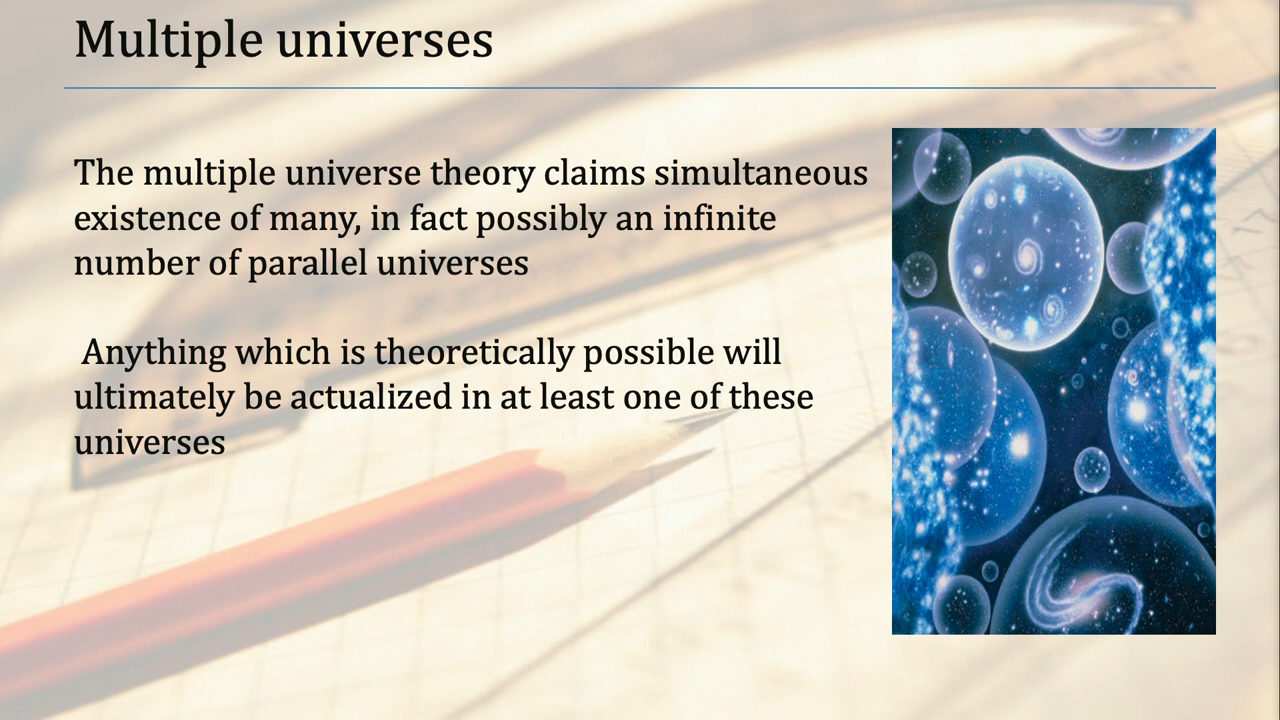 Multiple universes
The multiple universe theory claims simultaneous
existence of many, in fact possibly an infinite
number of parallel universes
Anything which is theoretically possible will
ultimately be actualized in at least one of these
universes